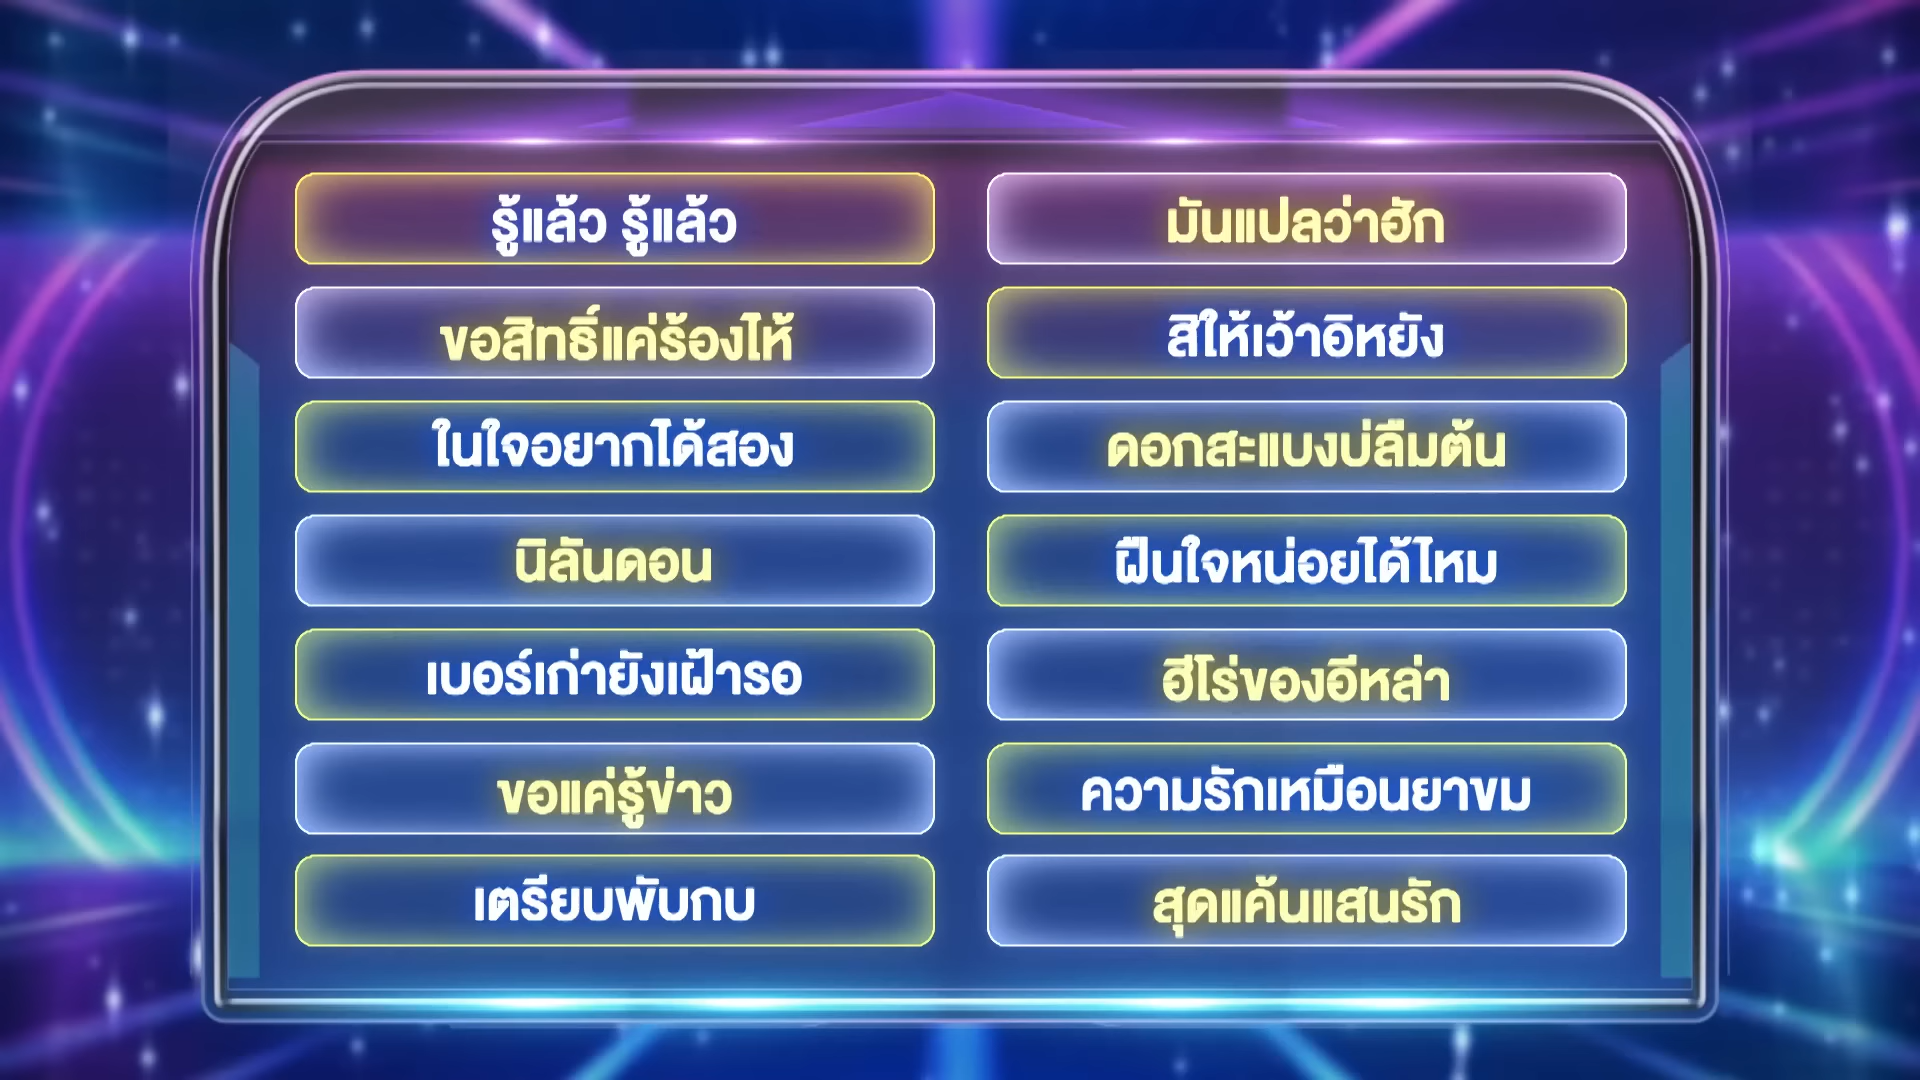 รู้แล้ว รู้แล้ว
มันแปลว่าฮัก
ขอสิทธิ์แค่ร้องไห้
สิให้เว้าอิหยัง
ในใจอยากได้สอง
ดอกสะแบงบ่ลืมต้น
นิลันดอน
ฝืนใจหน่อยได้ไหม
เบอร์เก่ายังเฝ้ารอ
ฮีโร่ของอีหล่า
ขอแค่รู้ข่าว
ความรักเหมือนยาขม
เตรียบพับกบ
สุดแค้นแสนรัก